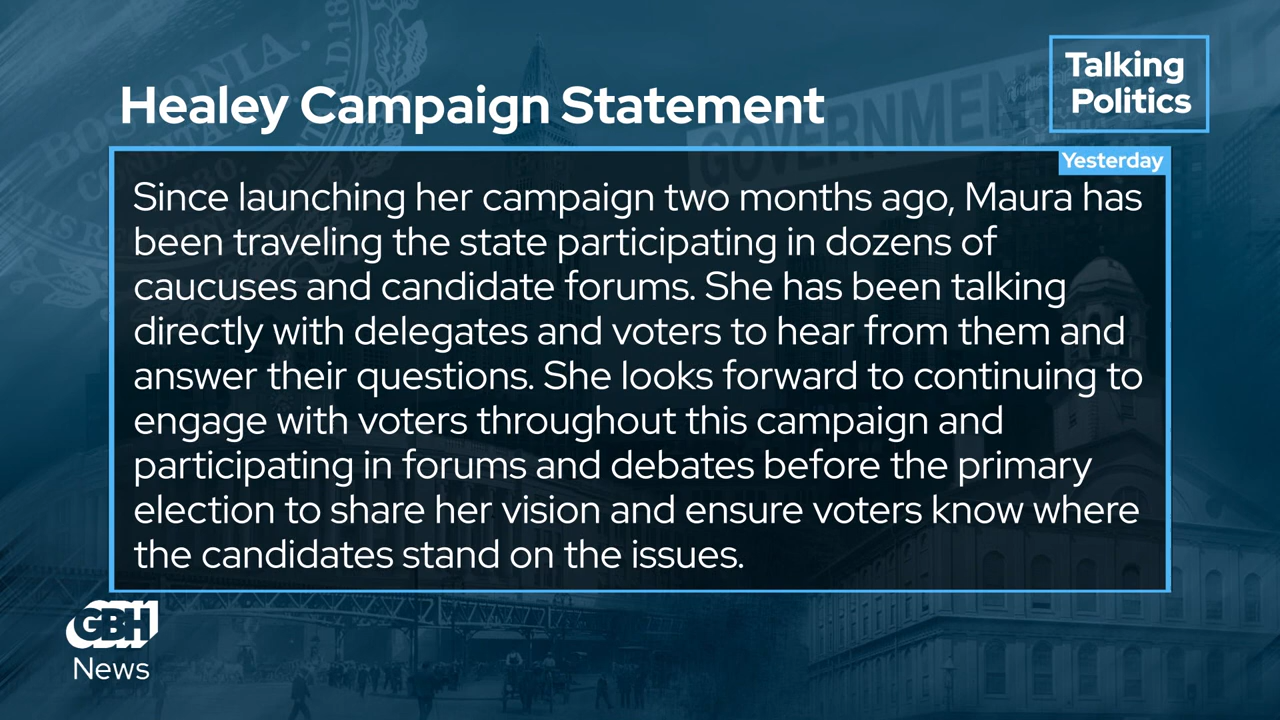 Talking
Politics
Healey Campaign Statement
Yesterday
Since launching her campaign two months ago, Maura has
been traveling the state participating in dozens of
caucuses and candidate forums. She has been talking
directly with delegates and voters to hear from them and
answer their questions. She looks forward to continuing to
engage with voters throughout this campaign and
participating in forums and debates before the primary
election to share her vision and ensure voters know where
the candidates stand on the issues.
GBH
News
GOVERNMENT
BOSTONIA.